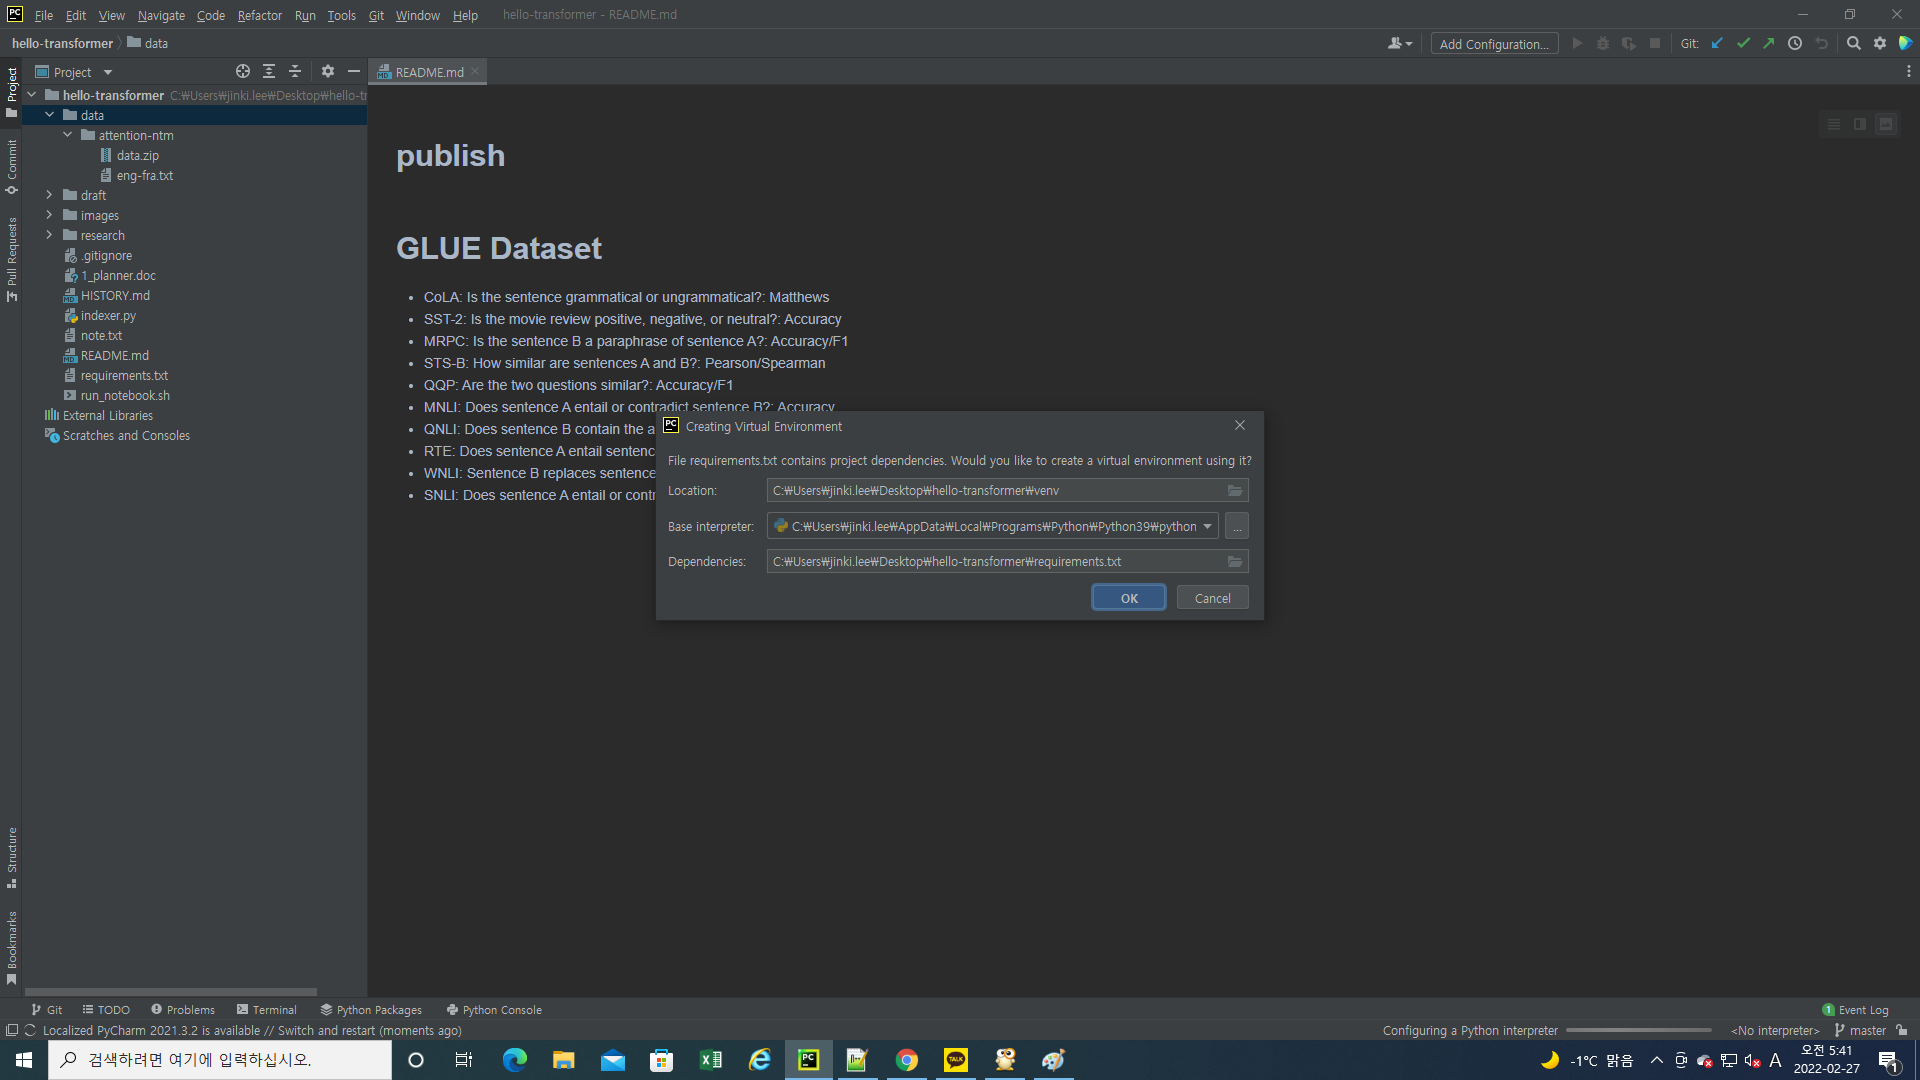 PC File Edit View Navigate Code Refactor Run Tools Git Window Help hello-transformer - README.md
hello-transformer data
Add Configuration... Git:
Project
README.md
Project
Commit
Pull Requests
Structure
Bookmarks
hello-transformer C:₩Users₩jinki.lee₩Desktop₩hello-tr
data
attention-ntm
data.zip
eng-fra.txt
draft
images
research
.gitignore
1_planner.doc
HISTORY.md
indexer.py
note.txt
README.md
requirements.txt
run_notebook.sh
External Libraries
Scratches and Consoles
publish
GLUE Dataset
• CoLA: Is the sentence grammatical or ungrammatical?: Matthews
• SST-2: Is the movie review positive, negative, or neutral?: Accuracy
• MRPC: Is the sentence B a paraphrase of sentence A?: Accuracy/F1
• STS-B: How similar are sentences A and B?: Pearson/Spearman
• QQP: Are the two questions similar?: Accuracy/F1
• MNLI: Does sentence A entail or contradict sentence B?: Accuracy
• QNLI: Does sentence B contain the a
• RTE: Does sentence A entail sentenc
• WNLI: Sentence B replaces sentence
• SNLI: Does sentence A entail or contr
PC Creating Virtual Environment
File requirements.txt contains project dependencies. Would you like to create a virtual environment using it?
Location: C:₩Users₩jinki.lee₩Desktop₩hello-transformer₩venv
Base interpreter: C:₩Users₩jinki.lee₩AppData₩Local₩Programs₩Python₩Python39₩python ...
Dependencies: C:₩Users₩jinki.lee₩Desktop₩hello-transformer₩requirements.txt
OK Cancel
Git TODO Problems Terminal Python Packages Python Console 1 Event Log
Localized PyCharm 2021.3.2 is available // Switch and restart (moments ago) Configuring a Python interpreter <No interpreter> master
검색하려면 여기에 입력하십시오.
PC
TALK
-1°C 맑음
A
오전 5:41
2022-02-27
1